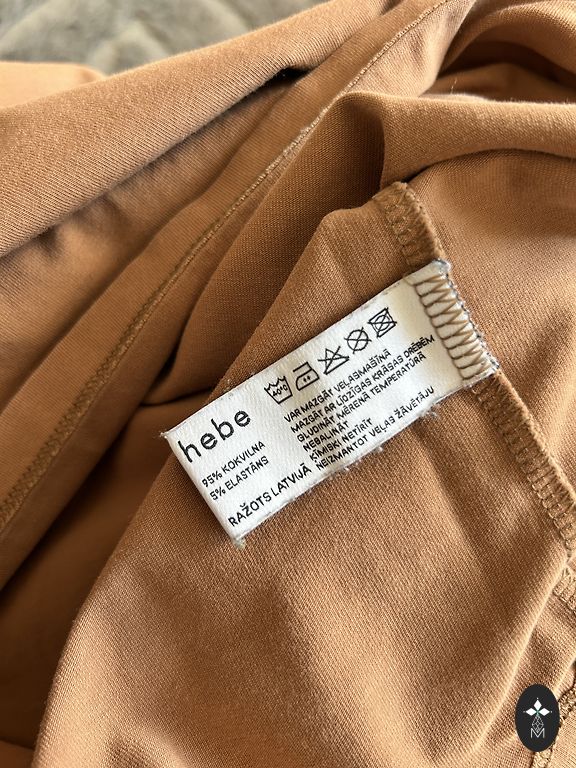 hebe
95% KOKVILNA
5% ELASTĀNS
RAŽOTS LATVIJĀ
40°C
VAR MAZGĀT VEĻASMAŠĪNĀ
MAZGĀT AR LĪDZĪGAS KRĀSAS DRĒBĒM
GLUDINĀT MĒRENĀ TEMPERATŪRĀ
NEBALINĀT
ĶĪMISKI NETĪRĪT
NEIZMANTOT VEĻAS ŽĀVĒTĀJU
M